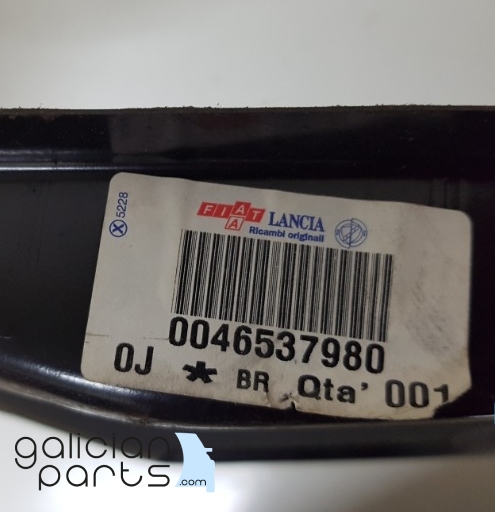 5228
FIAT LANCIA
A
Ricambi originali
0046537980
0J * BR Qta' 001
galician
parts.com